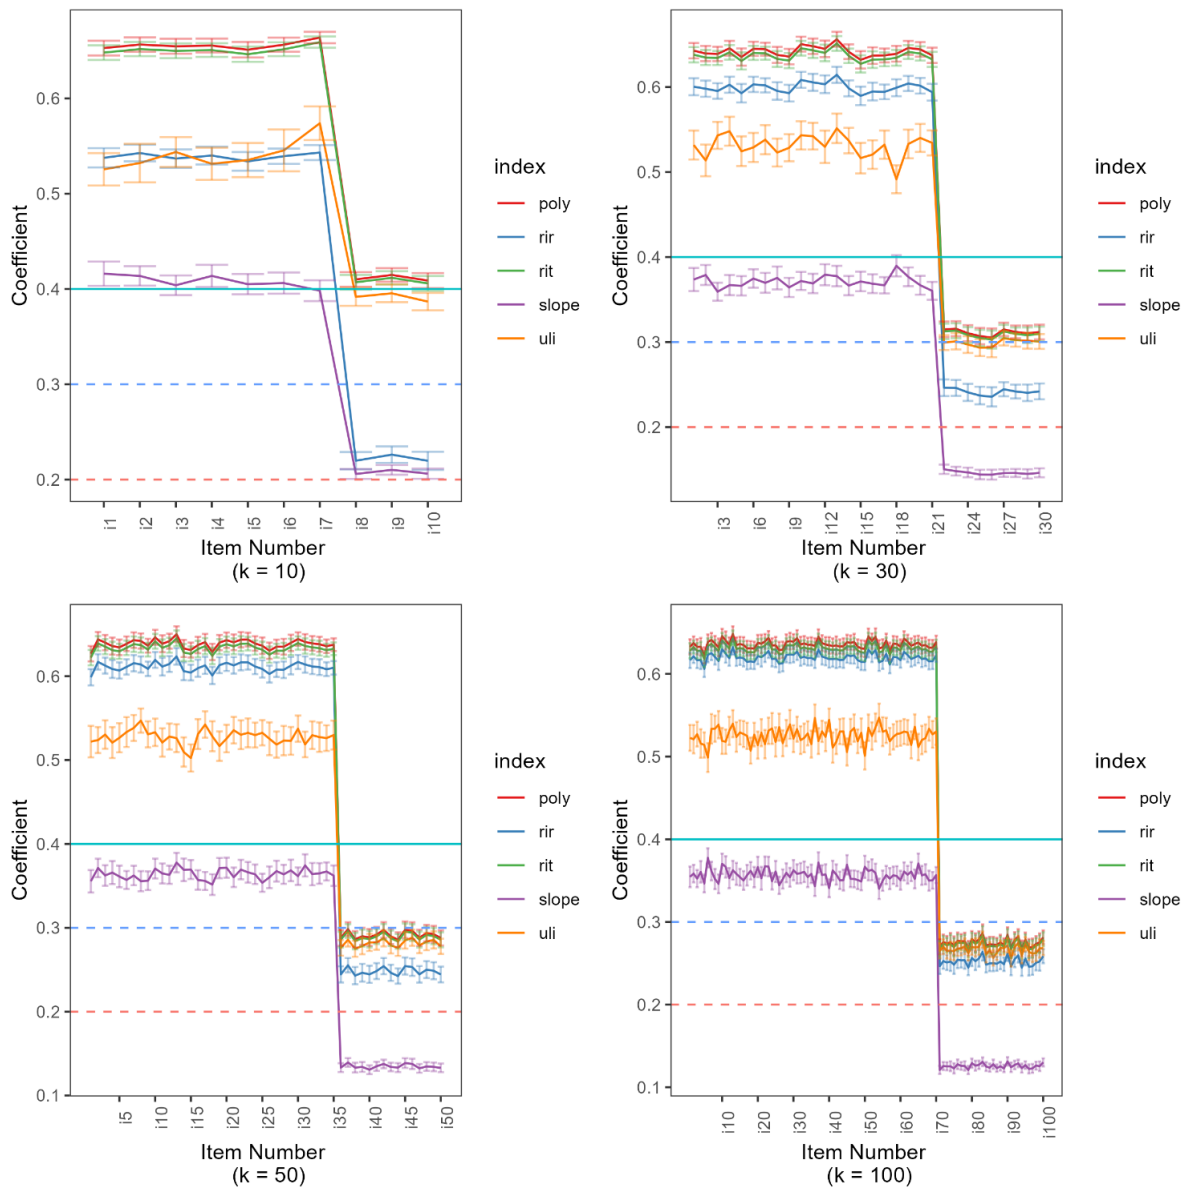 0.6
0.5
0.4
0.3
0.2
Coefficient
i1 i2 i3 i4 i5 i6 i7 i8 i9 i10
Item Number
(k = 10)
index
poly
rir
rit
slope
uli
0.6
0.5
0.4
0.3
0.2
Coefficient
i3 i6 i9 i12 i15 i18 i21 i24 i27 i30
Item Number
(k = 30)
index
poly
rir
rit
slope
uli
0.6
0.5
0.4
0.3
0.2
0.1
Coefficient
i5 i10 i15 i20 i25 i30 i35 i40 i45 i50
Item Number
(k = 50)
index
poly
rir
rit
slope
uli
0.6
0.5
0.4
0.3
0.2
0.1
Coefficient
i10 i20 i30 i40 i50 i60 i70 i80 i90 i100
Item Number
(k = 100)
index
poly
rir
rit
slope
uli